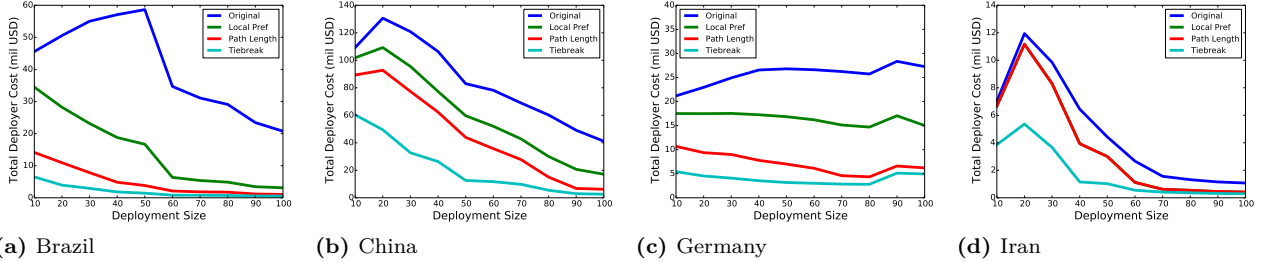 Total Deployer Cost (mil USD)
60
50
40
30
20
10
0
10 20 30 40 50 60 70 80 90 100
Deployment Size
Original
Local Pref
Path Length
Tiebreak
(a) Brazil
Total Deployer Cost (mil USD)
140
120
100
80
60
40
20
0
10 20 30 40 50 60 70 80 90 100
Deployment Size
Original
Local Pref
Path Length
Tiebreak
(b) China
Total Deployer Cost (mil USD)
40
35
30
25
20
15
10
5
0
10 20 30 40 50 60 70 80 90 100
Deployment Size
Original
Local Pref
Path Length
Tiebreak
(c) Germany
Total Deployer Cost (mil USD)
14
12
10
8
6
4
2
0
10 20 30 40 50 60 70 80 90 100
Deployment Size
Original
Local Pref
Path Length
Tiebreak
(d) Iran